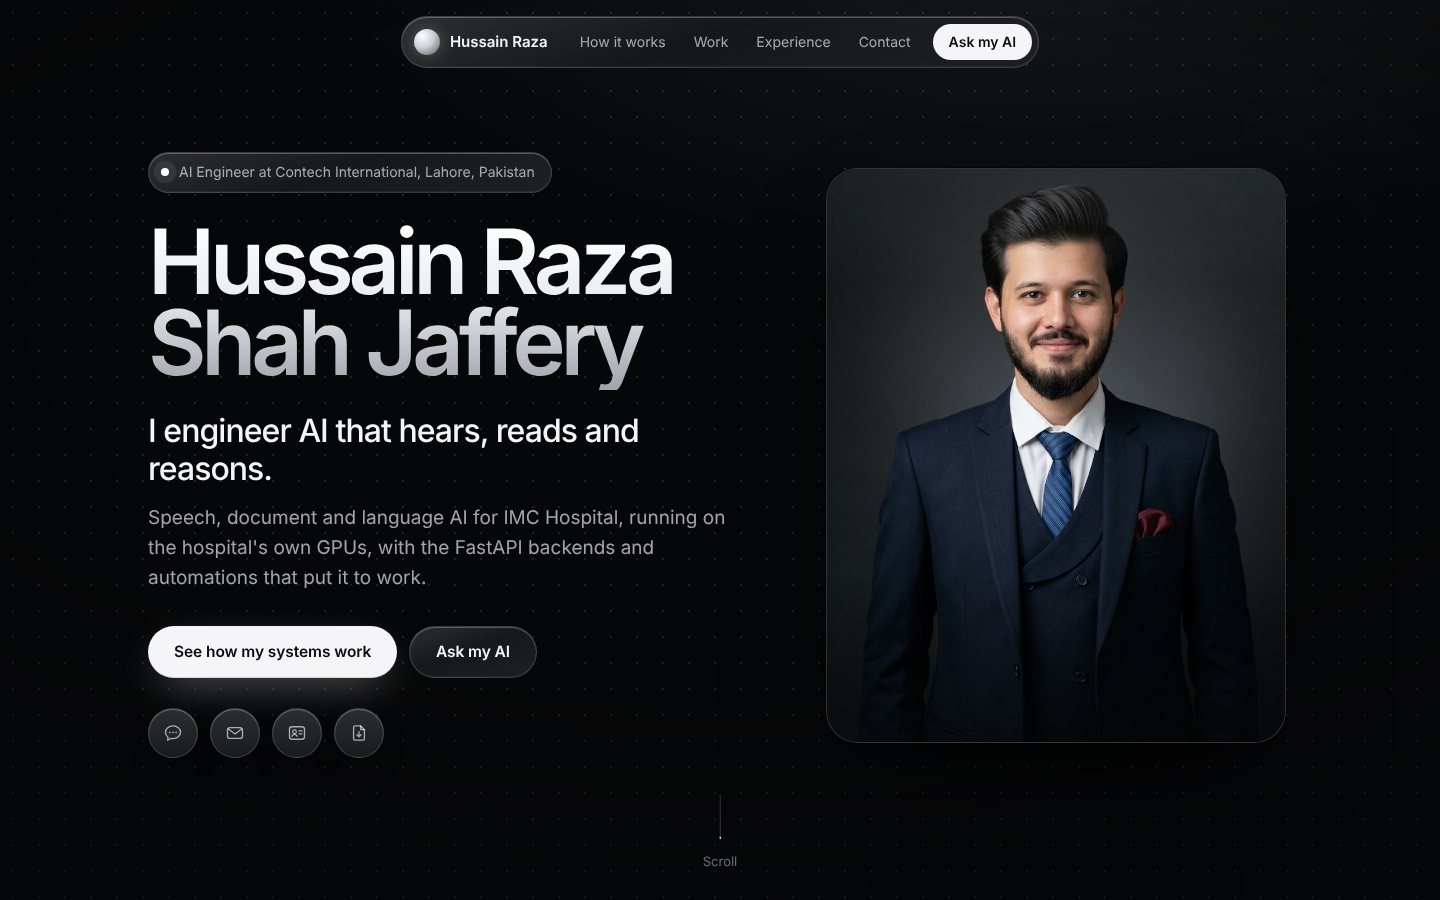 Hussain Raza
How it works
Work
Experience
Contact
Ask my AI
AI Engineer at Contech International, Lahore, Pakistan
Hussain Raza
Shah Jaffery
I engineer AI that hears, reads and
reasons.
Speech, document and language AI for IMC Hospital, running on
the hospital's own GPUs, with the FastAPI backends and
automations that put it to work.
See how my systems work
Ask my AI
Scroll